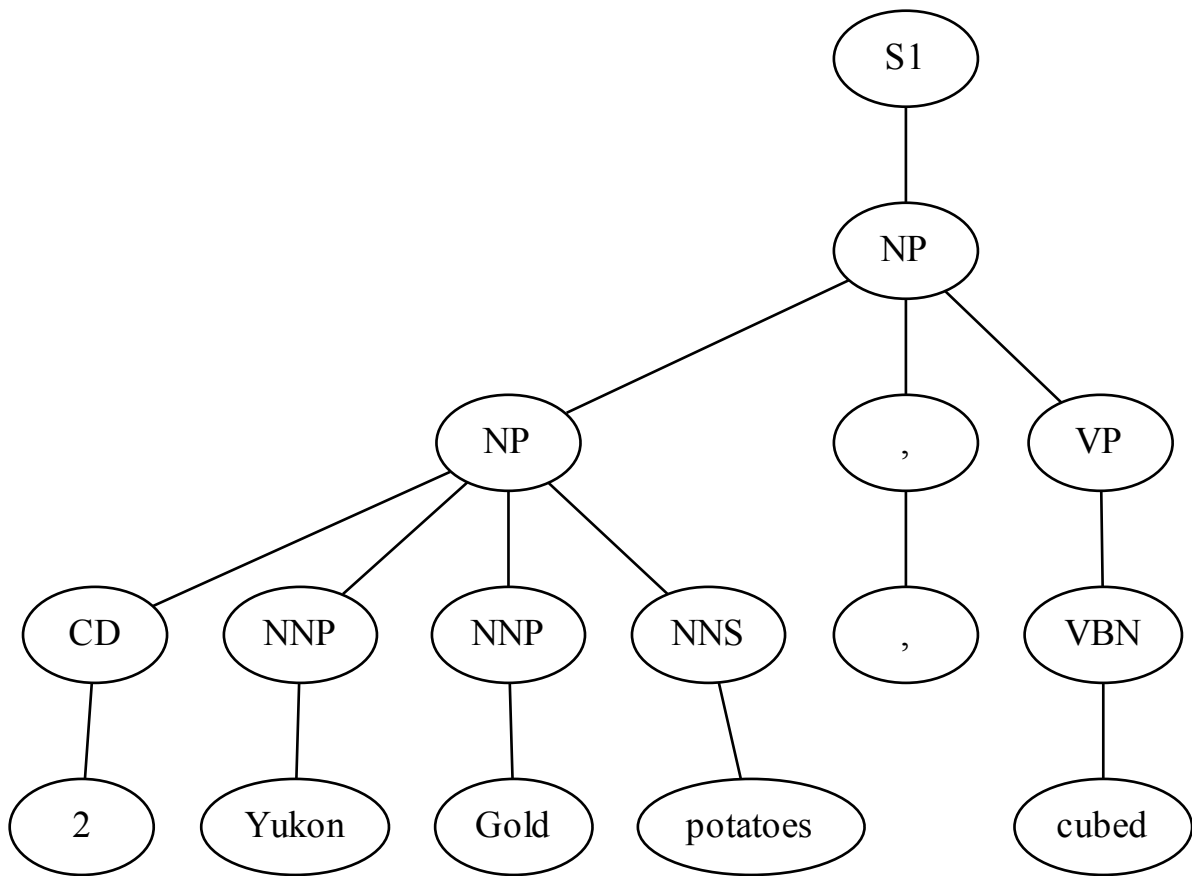 S1
NP
NP , VP
CD NNP NNP NNS , VBN
2 Yukon Gold potatoes cubed